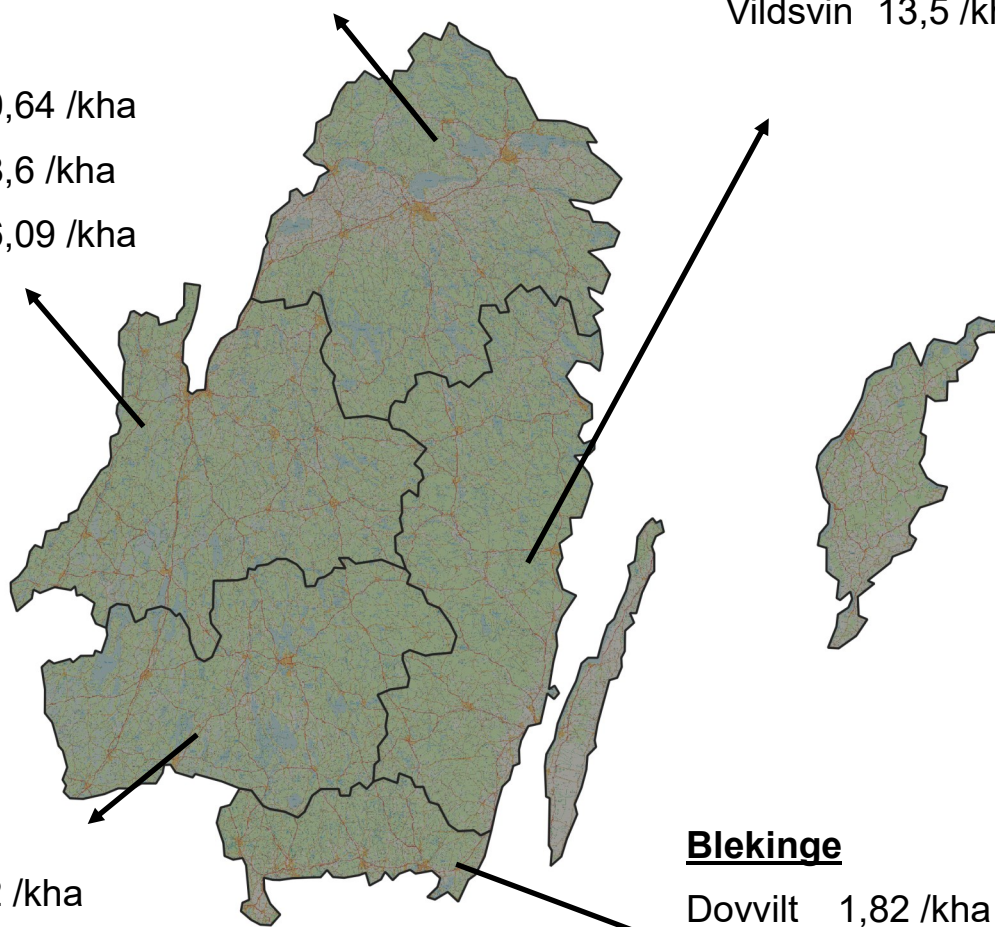 Vildsvin 13,5 /kh
,64 /kha
,6 /kha
,09 /kha
/kha
Blekinge
Dovvilt 1,82 /kha